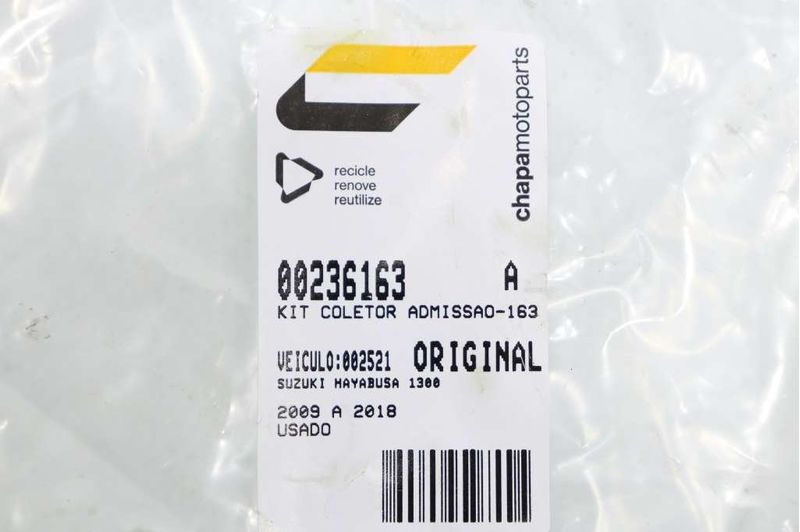 recicle
renove
reutilize
chapamotoparts
00236163 A
KIT COLETOR ADMISSAO-163
VEICULO:002521 ORIGINAL
SUZUKI HAYABUSA 1300
2009 A 2018
USADO